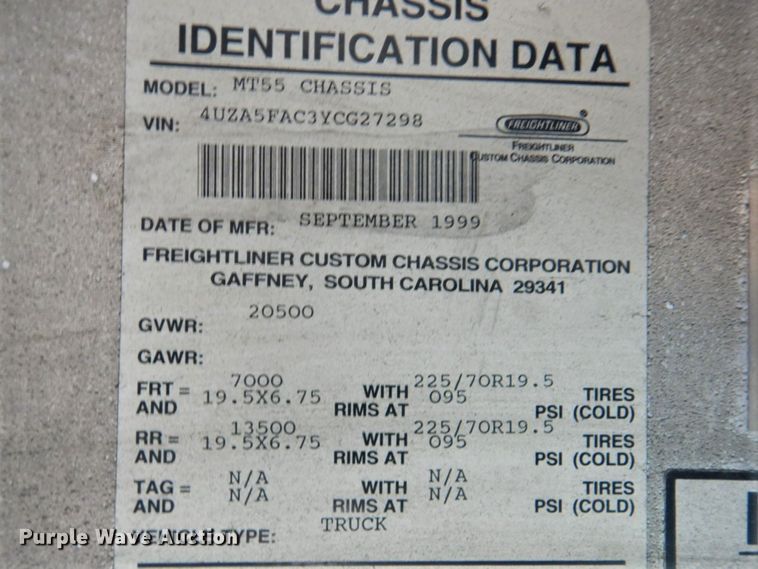 CHASSIS
IDENTIFICATION DATA
MODEL: MT55 CHASSIS
VIN: 4UZA5FAC3YCG27298
FREIGHTLINER
FREIGHTLINER
CUSTOM CHASSIS CORPORATION
DATE OF MFR: SEPTEMBER 1999
FREIGHTLINER CUSTOM CHASSIS CORPORATION
GAFFNEY, SOUTH CAROLINA 29341
GVWR: 20500
GAWR:
FRT = 7000 WITH 225/70R19.5 TIRES
AND 19.5X6.75 RIMS AT 095 PSI (COLD)
RR = 13500 WITH 225/70R19.5 TIRES
AND 19.5X6.75 RIMS AT 095 PSI (COLD)
TAG = N/A WITH N/A TIRES
AND N/A RIMS AT N/A PSI (COLD)
TYPE: TRUCK
Purple Wave Auction